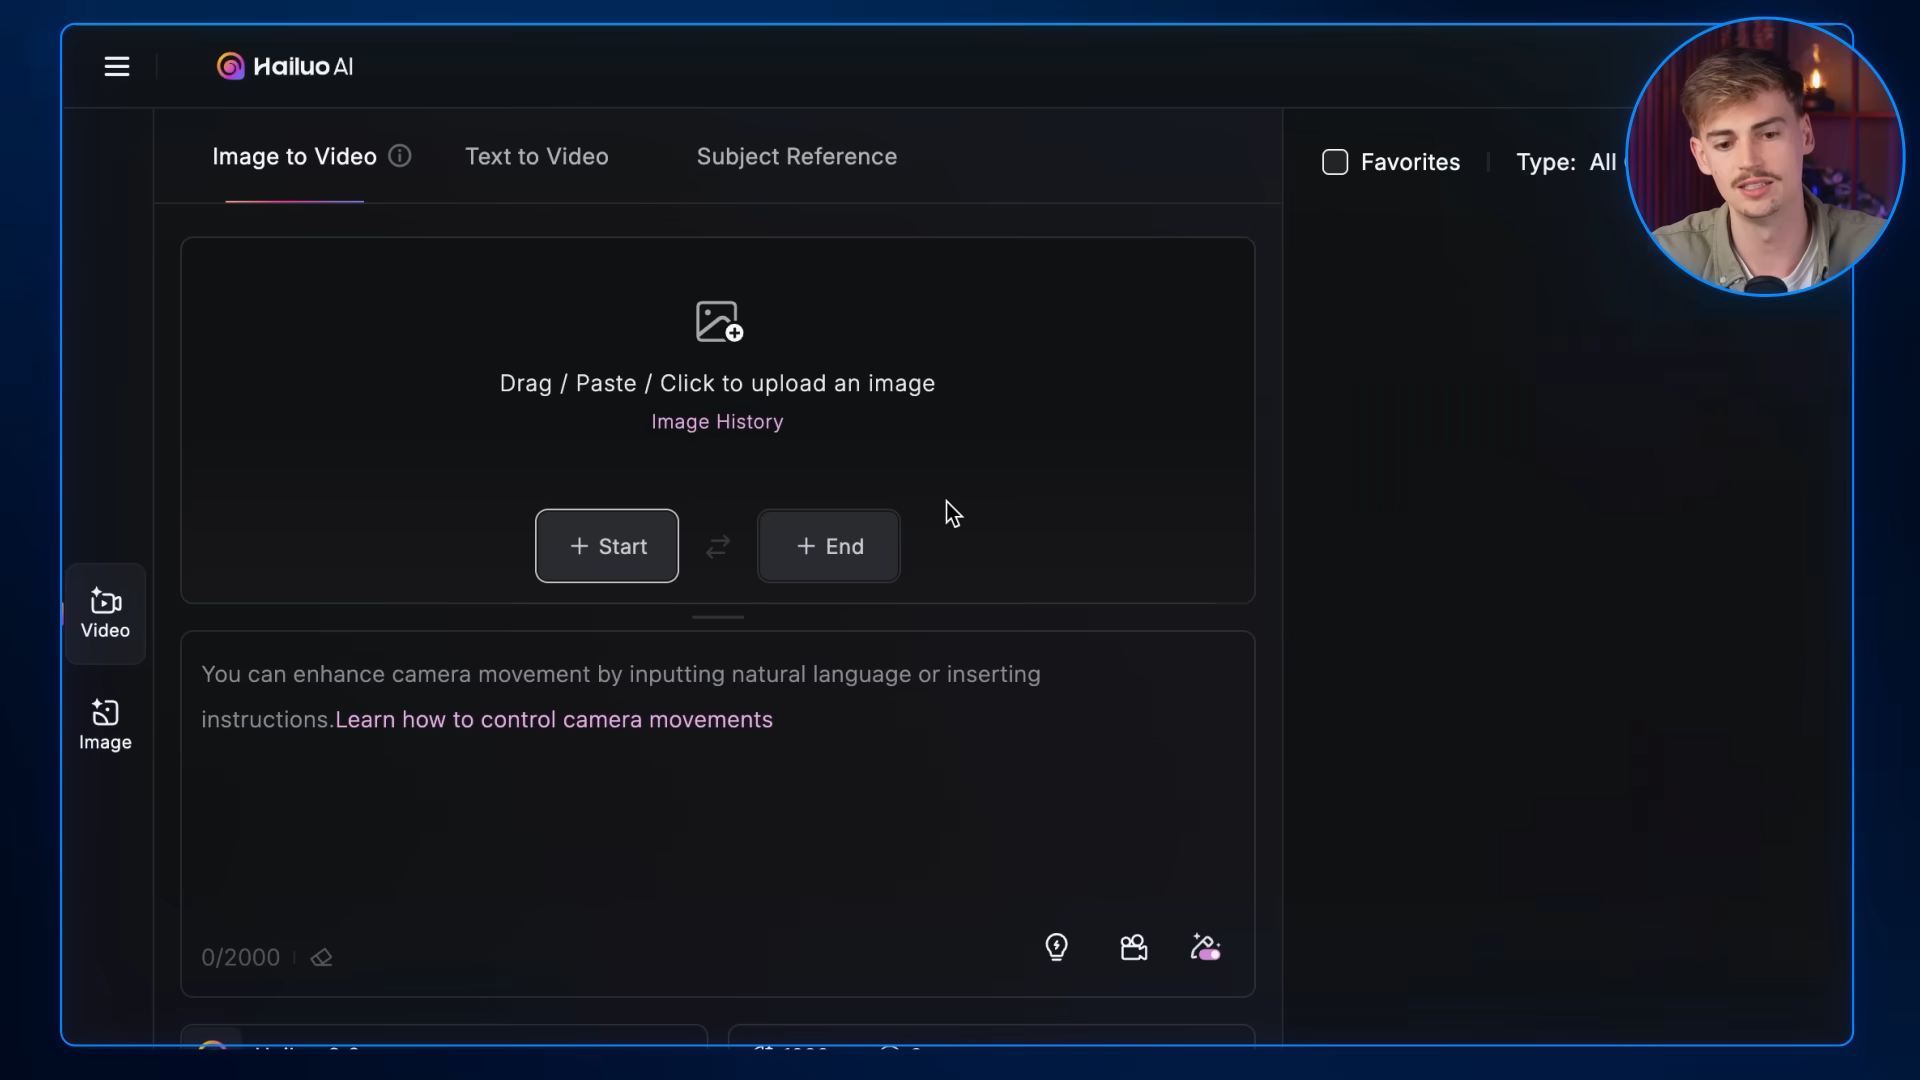 Hailuo AI
Image to Video
Text to Video
Subject Reference
Favorites
Type: All
Drag / Paste / Click to upload an image
Image History
+ Start
+ End
Video
Image
You can enhance camera movement by inputting natural language or inserting
instructions.Learn how to control camera movements
0/2000